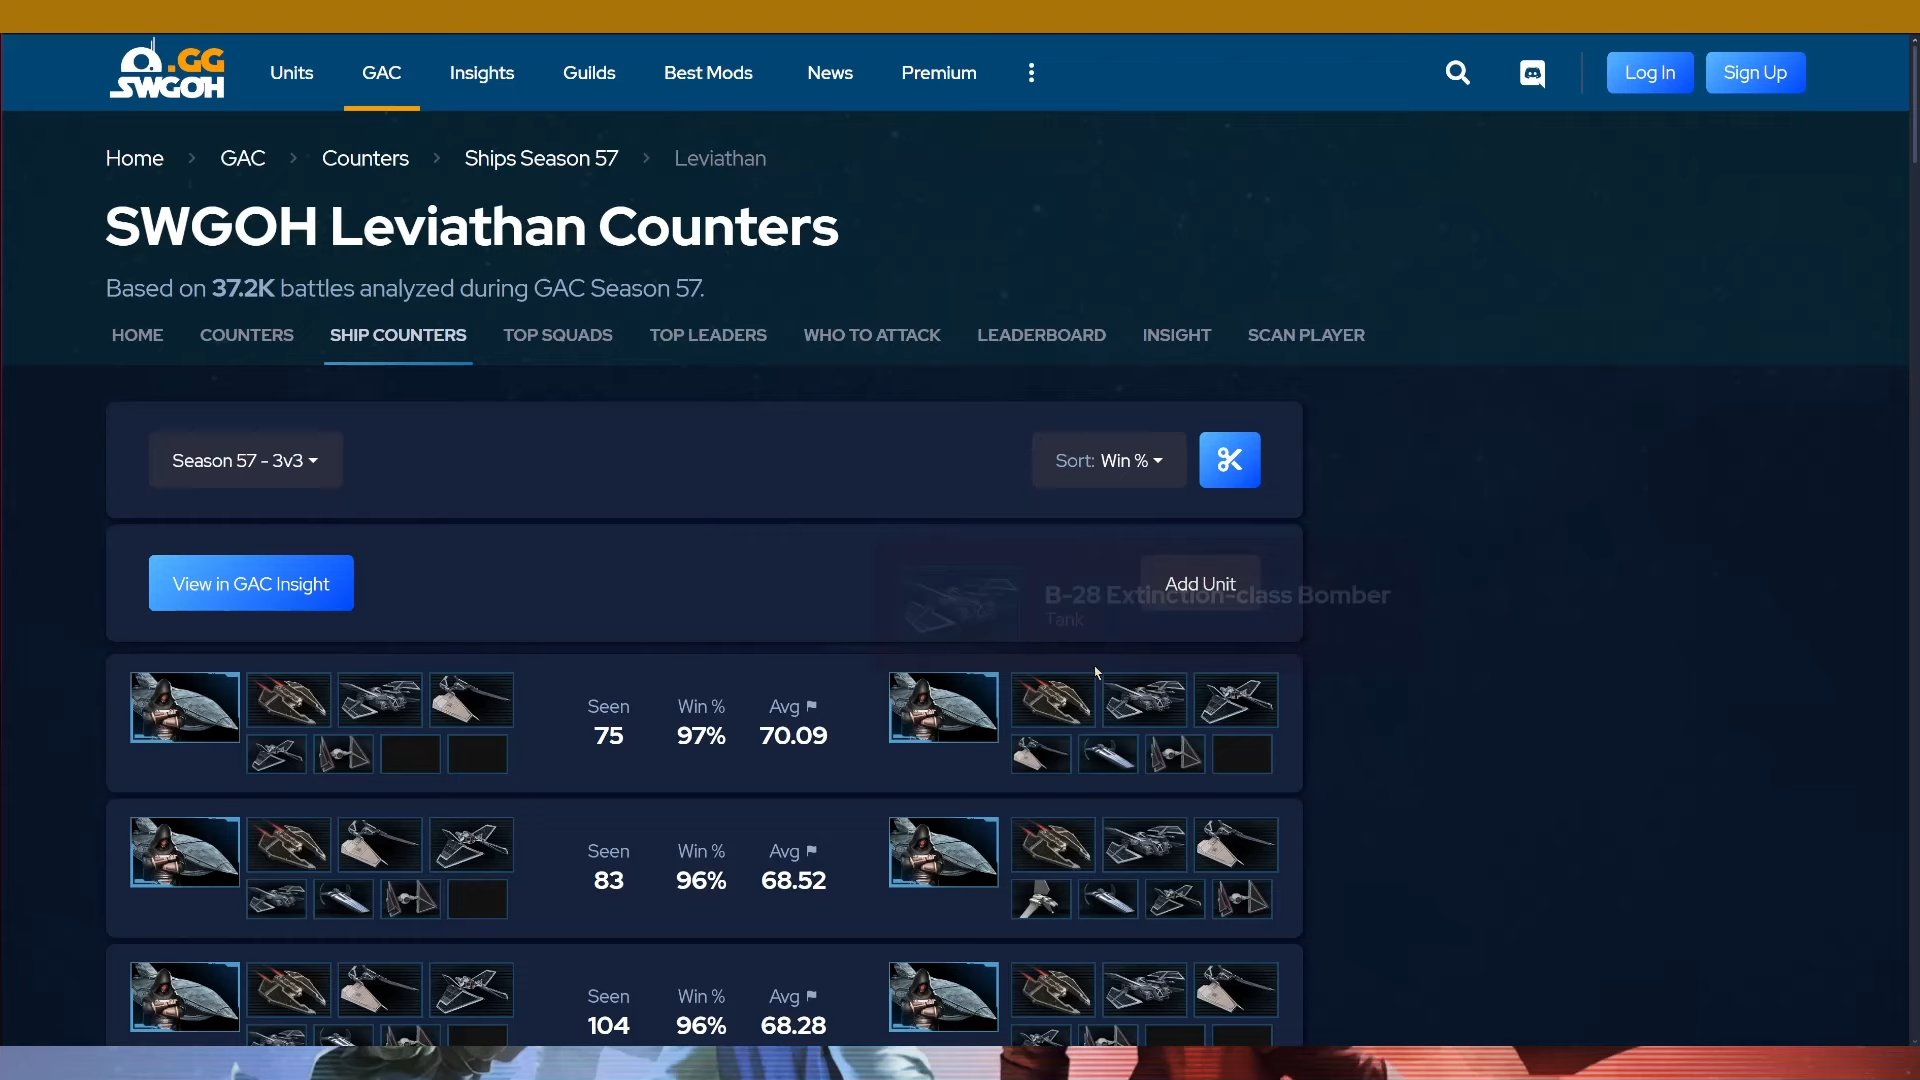 .GG
SWGOH
Units
GAC
Insights
Guilds
Best Mods
News
Premium
Log In
Sign Up
Home > GAC > Counters > Ships Season 57 > Leviathan
SWGOH Leviathan Counters
Based on 37.2K battles analyzed during GAC Season 57.
HOME
COUNTERS
SHIP COUNTERS
TOP SQUADS
TOP LEADERS
WHO TO ATTACK
LEADERBOARD
INSIGHT
SCAN PLAYER
Season 57 - 3v3
Sort: Win %
View in GAC Insight
Add Unit
B-28 Extinction-class Bomber
Tank
Seen Win % Avg
75 97% 70.09
Seen Win % Avg
83 96% 68.52
Seen Win % Avg
104 96% 68.28